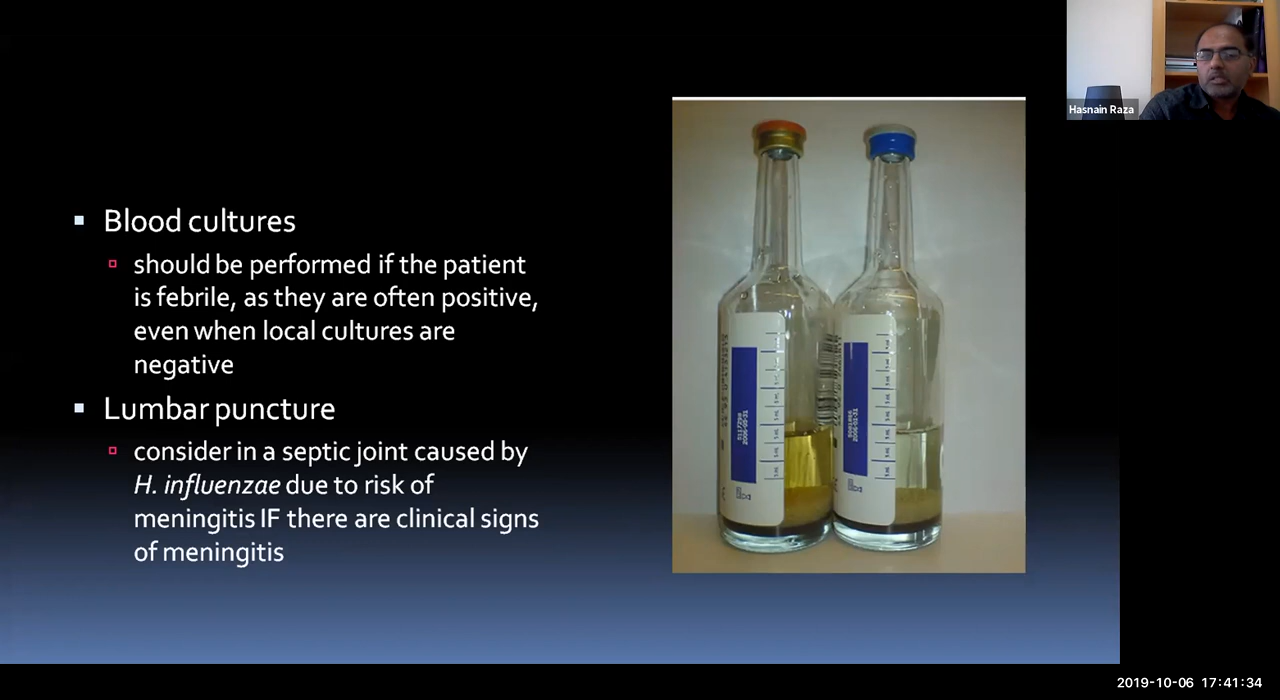 Hasnain Raza
Blood cultures
should be performed if the patient
is febrile, as they are often positive,
even when local cultures are
negative
Lumbar puncture
consider in a septic joint caused by
H. influenzae due to risk of
meningitis IF there are clinical signs
of meningitis
2019-10-06 17:41:34